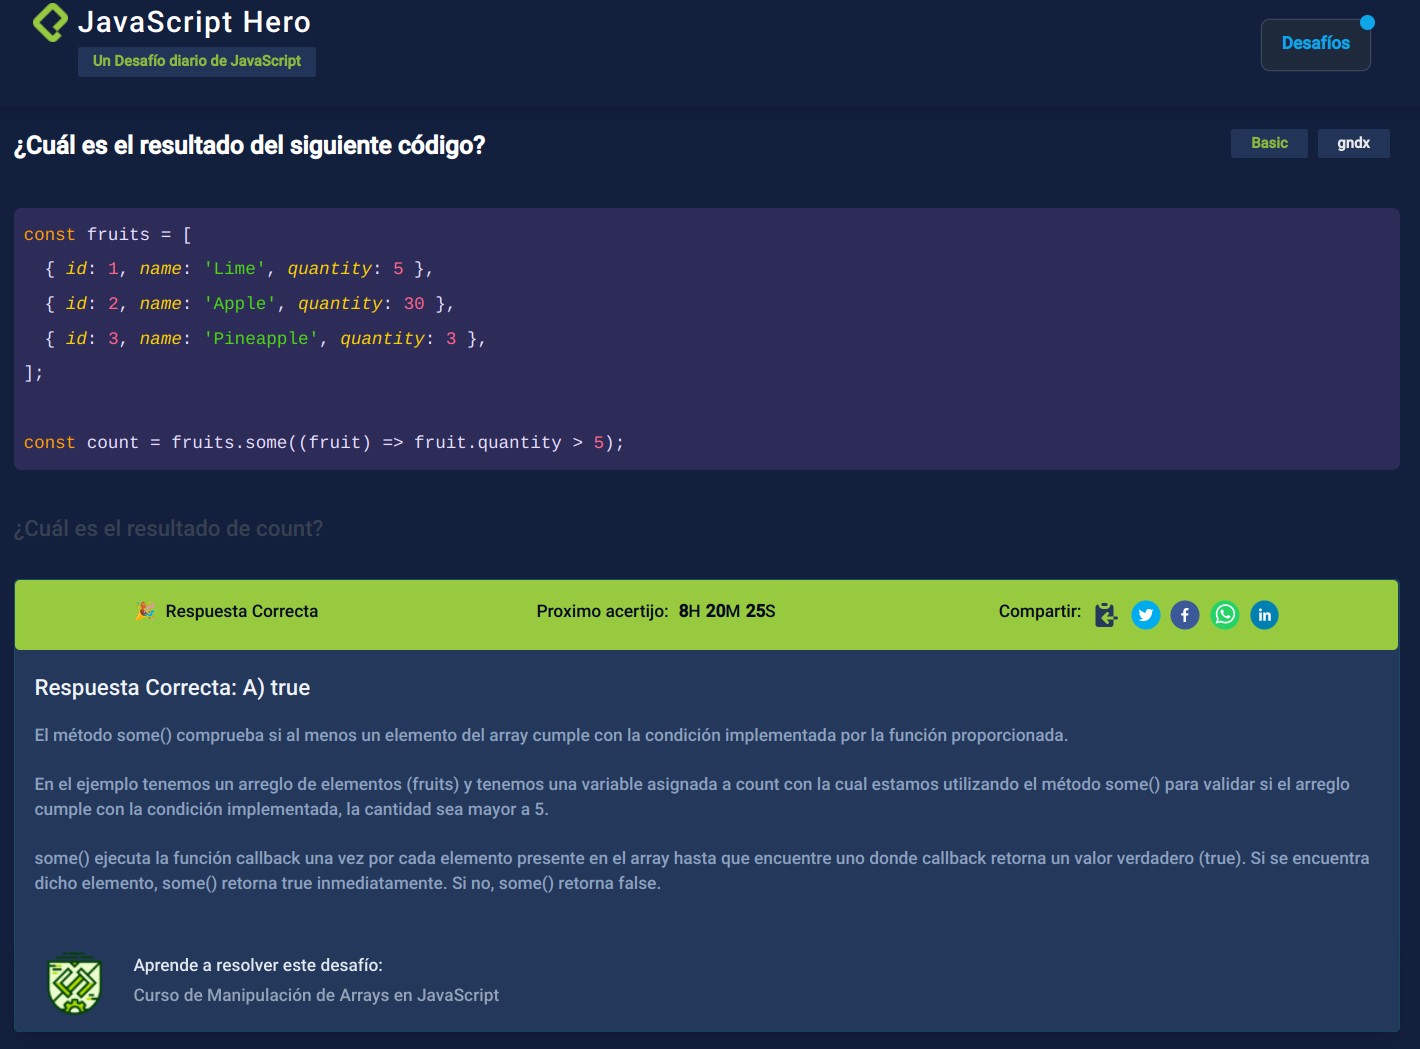 JavaScript Hero
Un Desafío diario de JavaScript
Desafíos
¿Cuál es el resultado del siguiente código?
Basic
gndx
const fruits = [
  { id: 1, name: 'Lime', quantity: 5 },
  { id: 2, name: 'Apple', quantity: 30 },
  { id: 3, name: 'Pineapple', quantity: 3 },
];
const count = fruits.some((fruit) => fruit.quantity > 5);
¿Cuál es el resultado de count?
🎉 Respuesta Correcta
Proximo acertijo: 8H 20M 25S
Compartir:
Respuesta Correcta: A) true
El método some() comprueba si al menos un elemento del array cumple con la condición implementada por la función proporcionada.
En el ejemplo tenemos un arreglo de elementos (fruits) y tenemos una variable asignada a count con la cual estamos utilizando el método some() para validar si el arreglo
cumple con la condición implementada, la cantidad sea mayor a 5.
some() ejecuta la función callback una vez por cada elemento presente en el array hasta que encuentre uno donde callback retorna un valor verdadero (true). Si se encuentra
dicho elemento, some() retorna true inmediatamente. Si no, some() retorna false.
Aprende a resolver este desafío:
Curso de Manipulación de Arrays en JavaScript